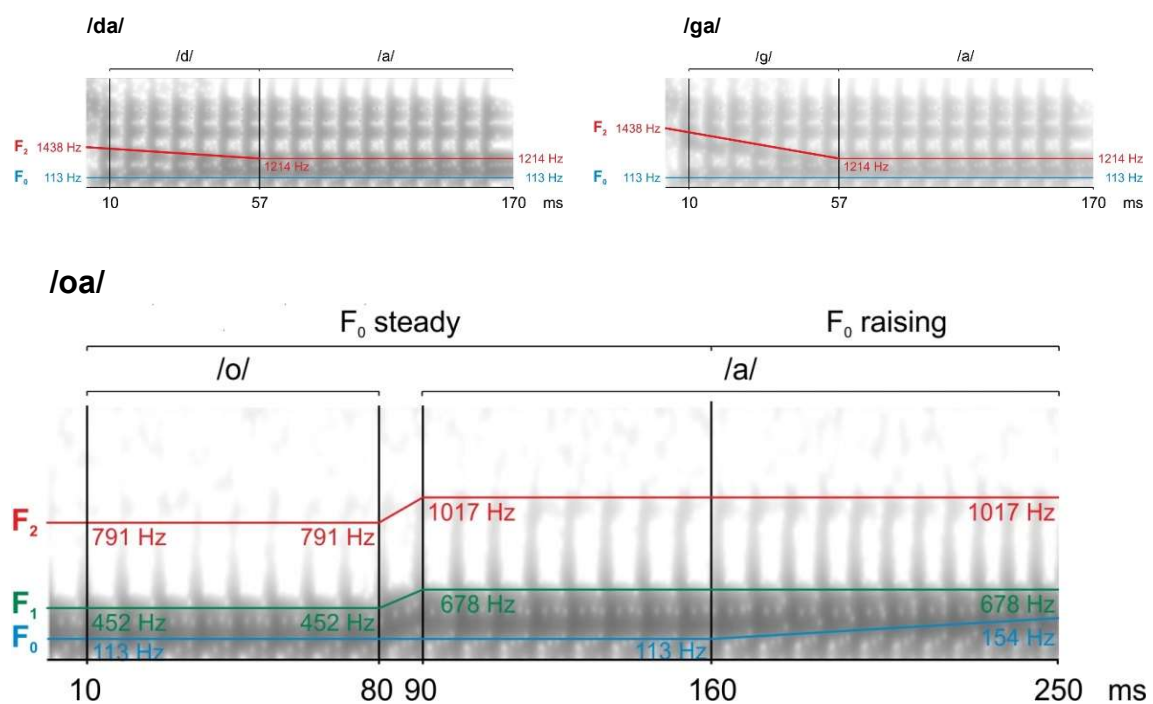 /da/
/d/ /a/
F₂ 1438 Hz
1214 Hz 1214 Hz
F₀ 113 Hz 113 Hz
10 57 170 ms
/ga/
/g/ /a/
F₂ 1438 Hz
1214 Hz 1214 Hz
F₀ 113 Hz 113 Hz
10 57 170 ms
/oa/
F₀ steady F₀ raising
/o/ /a/
F₂ 791 Hz 791 Hz 1017 Hz 1017 Hz
F₁ 452 Hz 452 Hz 678 Hz 678 Hz
F₀ 113 Hz 113 Hz 154 Hz
10 80 90 160 250 ms